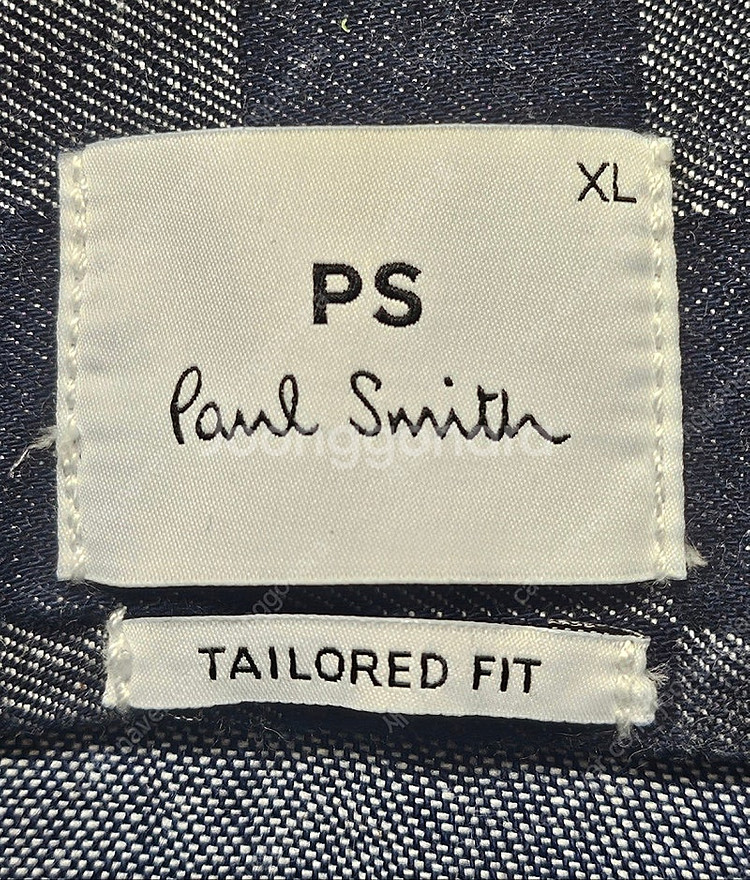 XL
PS
Paul Smith
TAILORED FIT